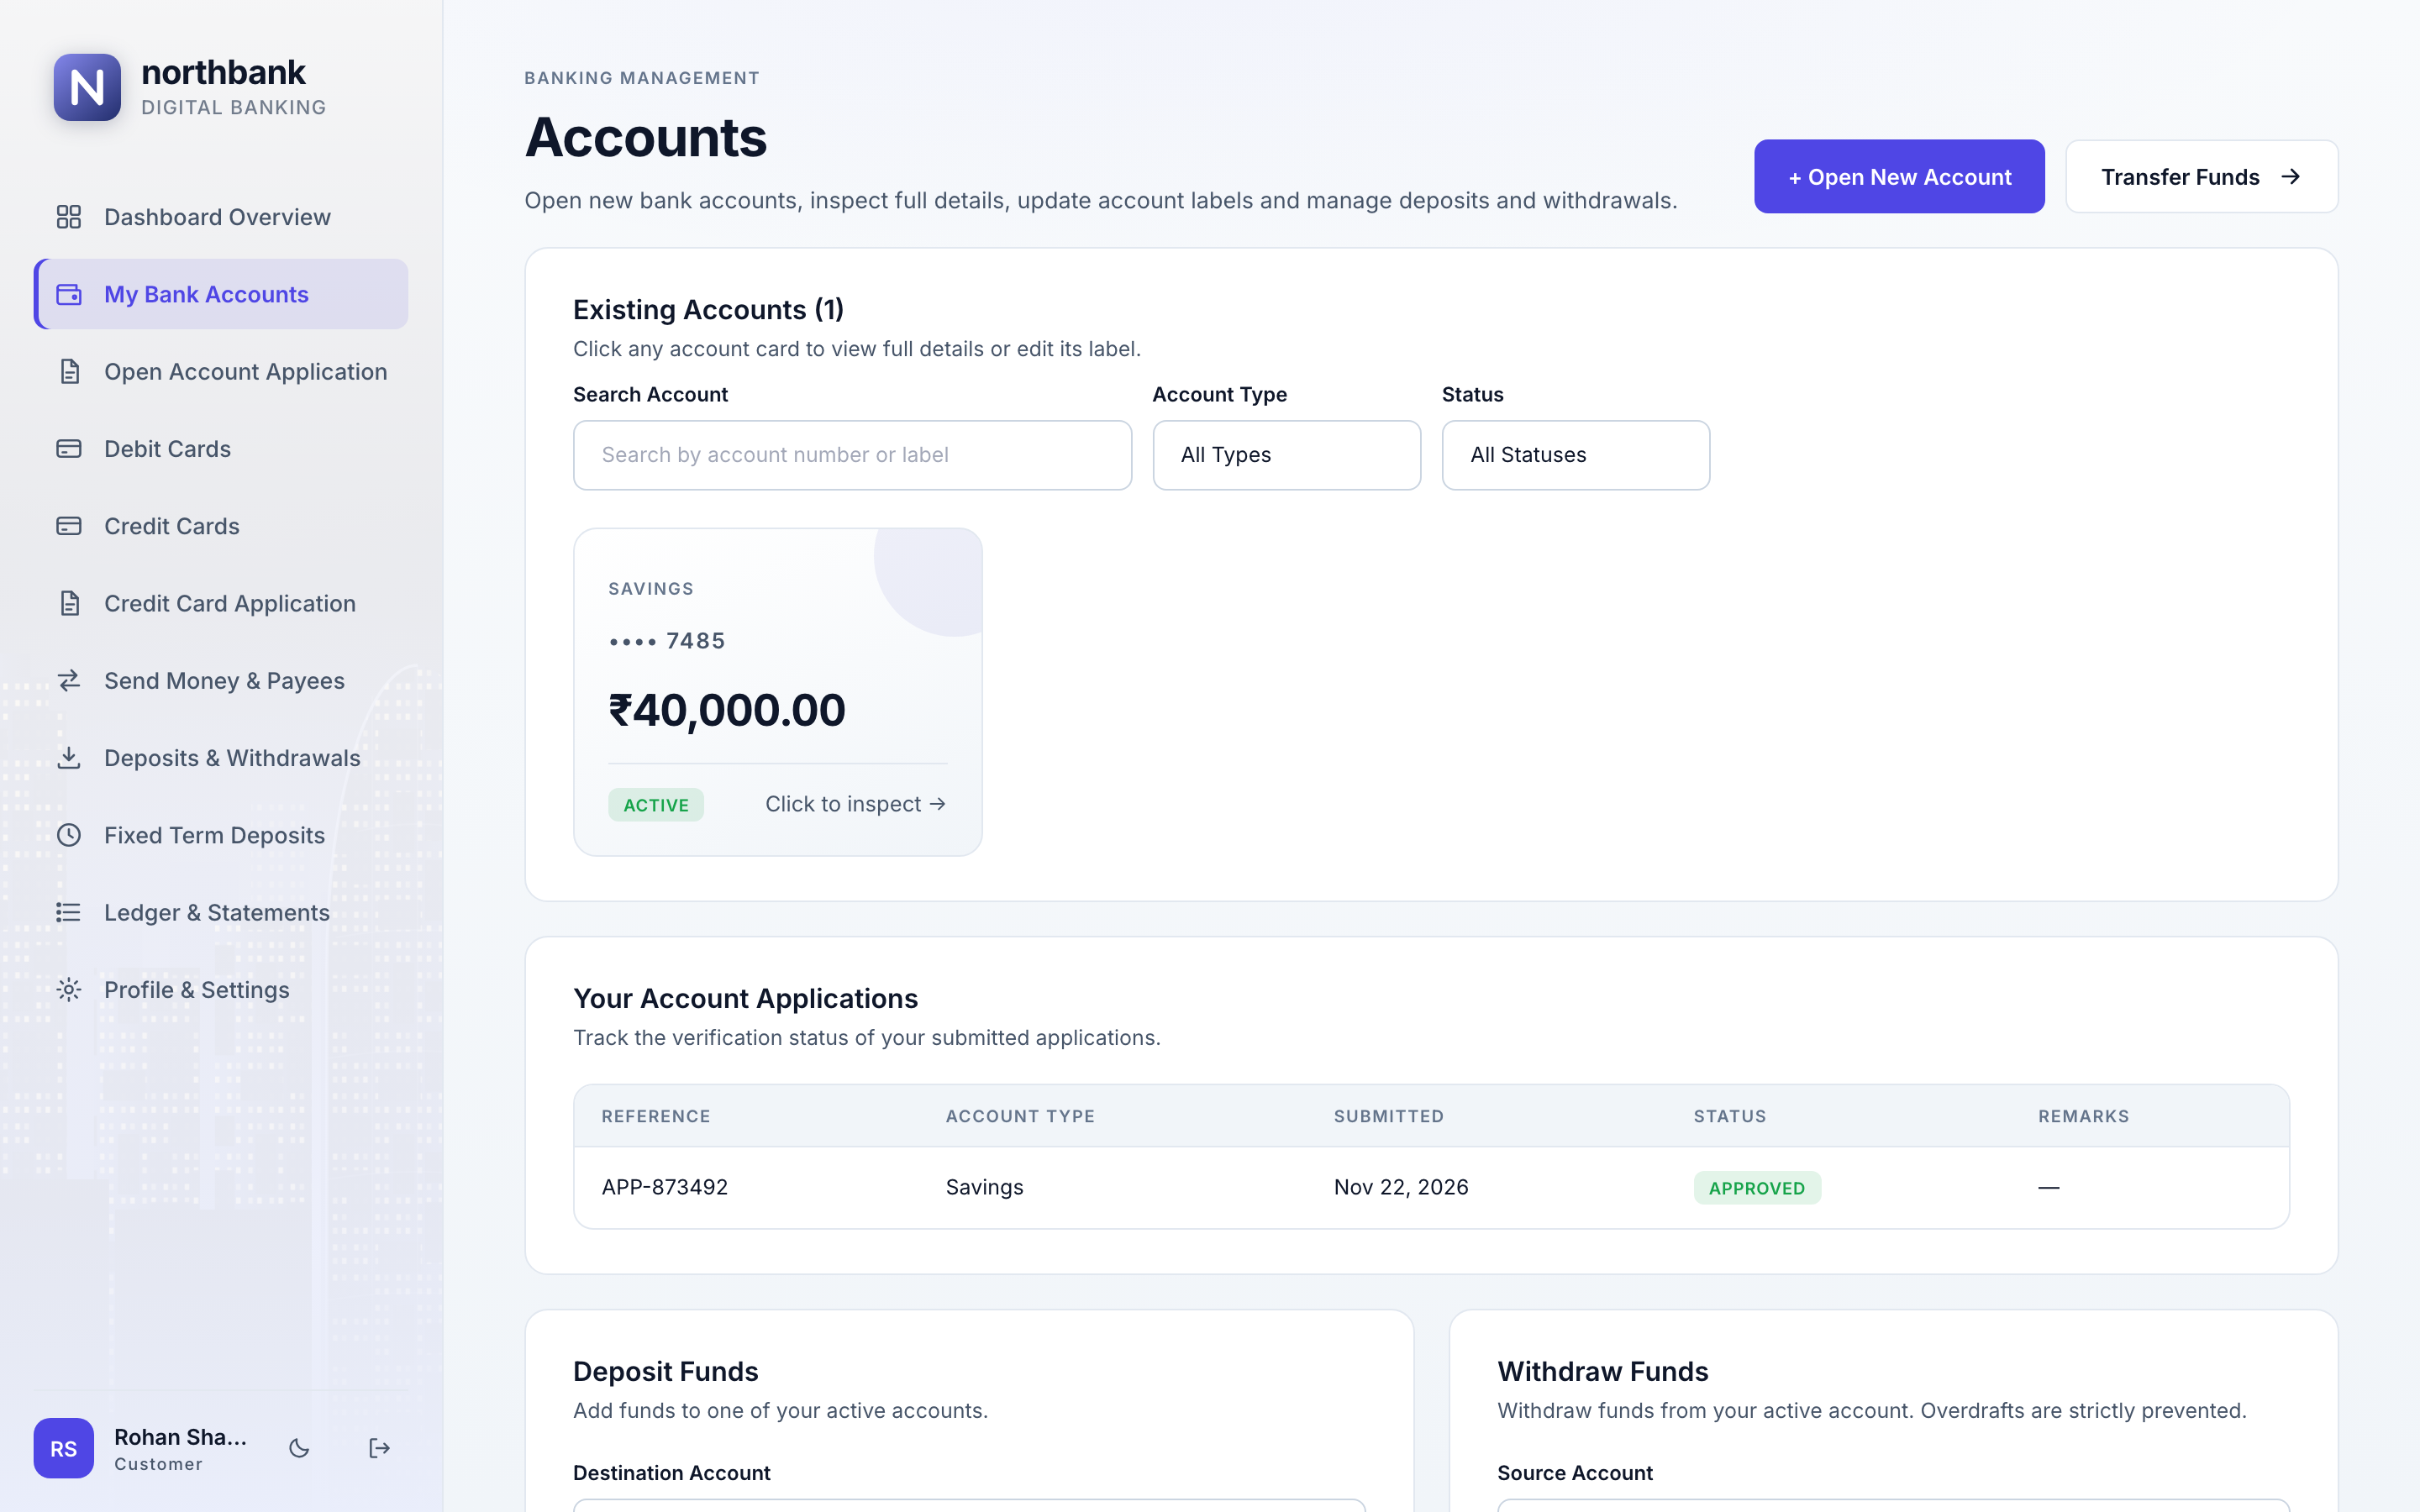 northbank
DIGITAL BANKING
Dashboard Overview
My Bank Accounts
Open Account Application
Debit Cards
Credit Cards
Credit Card Application
Send Money & Payees
Deposits & Withdrawals
Fixed Term Deposits
Ledger & Statements
Profile & Settings
RS
Rohan Sha...
Customer
BANKING MANAGEMENT
Accounts
Open new bank accounts, inspect full details, update account labels and manage deposits and withdrawals.
+ Open New Account
Transfer Funds →
Existing Accounts (1)
Click any account card to view full details or edit its label.
Search Account
Account Type
Status
Search by account number or label
All Types
All Statuses
SAVINGS
•••• 7485
₹40,000.00
ACTIVE
Click to inspect →
Your Account Applications
Track the verification status of your submitted applications.
REFERENCE ACCOUNT TYPE SUBMITTED STATUS REMARKS
APP-873492 Savings Nov 22, 2026 APPROVED —
Deposit Funds
Add funds to one of your active accounts.
Destination Account
Withdraw Funds
Withdraw funds from your active account. Overdrafts are strictly prevented.
Source Account